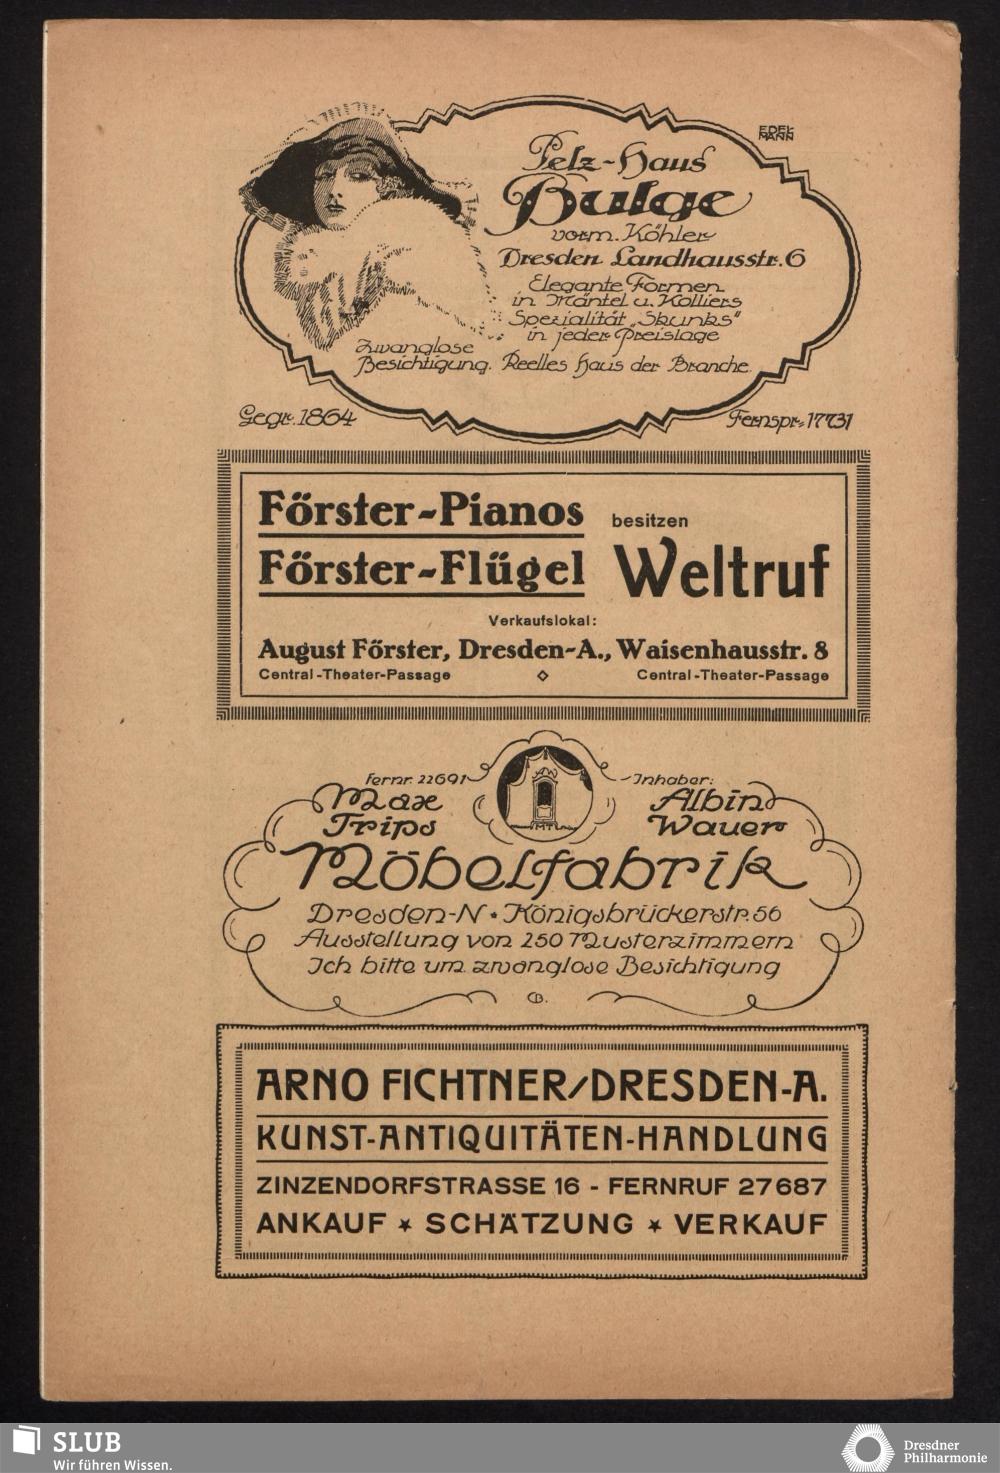 EDEL-
MANN
Pelz-Haus
Bulge
vorm. Köhler
Dresden Landhausstr. 6
Elegante Formen
in Mäntel u. Kolliers
Spezialität „Skunks"
in jeder Preislage
Zwanglose
Besichtigung. Reelles Haus der Branche.
Gegr. 1864
Fernspr. 17731
Förster-Pianos
Förster-Flügel
besitzen
Weltruf
Verkaufslokal:
August Förster, Dresden-A., Waisenhausstr. 8
Central-Theater-Passage ◇ Central-Theater-Passage
Fernr. 22691
Max
Trips
MT
Inhaber:
Albin
Wauer
Möbelfabrik
Dresden-N • Königsbrückerstr. 56
Ausstellung von 250 Musterzimmern
Ich bitte um zwanglose Besichtigung
CB.
ARNO FICHTNER/DRESDEN-A.
KUNST-ANTIQUITÄTEN-HANDLUNG
ZINZENDORFSTRASSE 16 - FERNRUF 27687
ANKAUF ★ SCHÄTZUNG ★ VERKAUF
SLUB
Wir führen Wissen.
Dresdner
Philharmonie